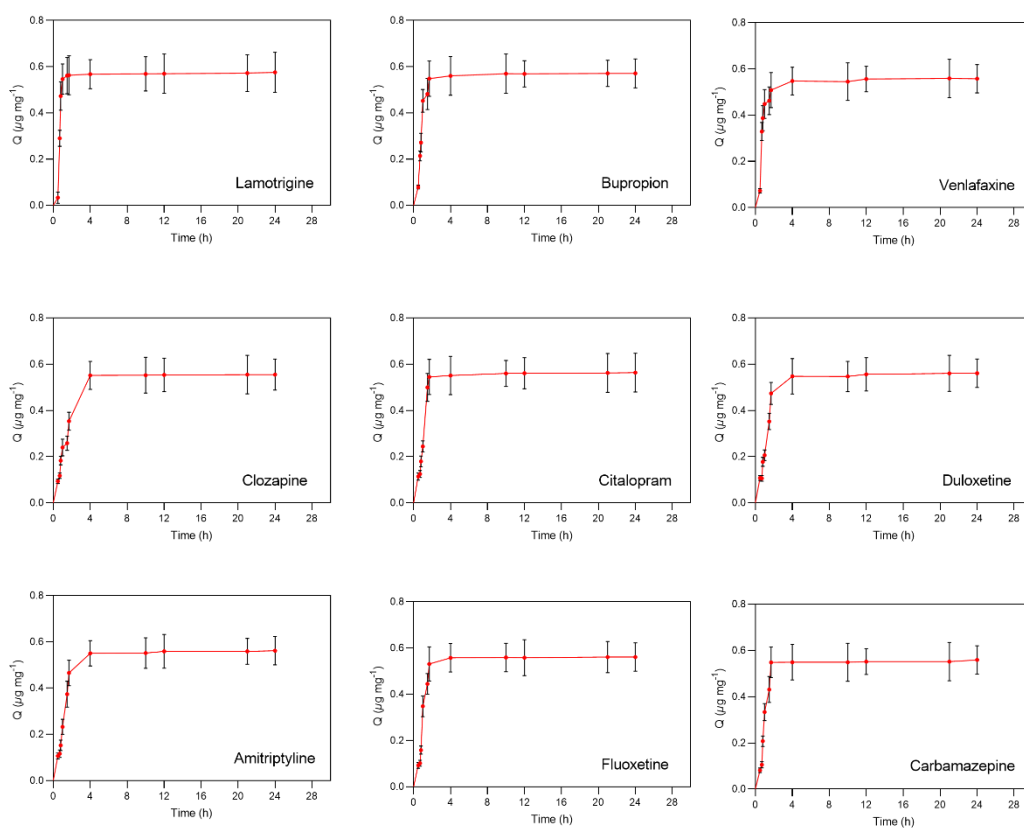 0.8
0.6
0.4
0.2
0.0
Q (µg mg⁻¹)
Lamotrigine
0 4 8 12 16 20 24 28
Time (h)
0.8
0.6
0.4
0.2
0.0
Q (µg mg⁻¹)
Bupropion
0 4 8 12 16 20 24 28
Time (h)
0.8
0.6
0.4
0.2
0.0
Q (µg mg⁻¹)
Venlafaxine
0 4 8 12 16 20 24 28
Time (h)
0.8
0.6
0.4
0.2
0.0
Q (µg mg⁻¹)
Clozapine
0 4 8 12 16 20 24 28
Time (h)
0.8
0.6
0.4
0.2
0.0
Q (µg mg⁻¹)
Citalopram
0 4 8 12 16 20 24 28
Time (h)
0.8
0.6
0.4
0.2
0.0
Q (µg mg⁻¹)
Duloxetine
0 4 8 12 16 20 24 28
Time (h)
0.8
0.6
0.4
0.2
0.0
Q (µg mg⁻¹)
Amitriptyline
0 4 8 12 16 20 24 28
Time (h)
0.8
0.6
0.4
0.2
0.0
Q (µg mg⁻¹)
Fluoxetine
0 4 8 12 16 20 24 28
Time (h)
0.8
0.6
0.4
0.2
0.0
Q (µg mg⁻¹)
Carbamazepine
0 4 8 12 16 20 24 28
Time (h)